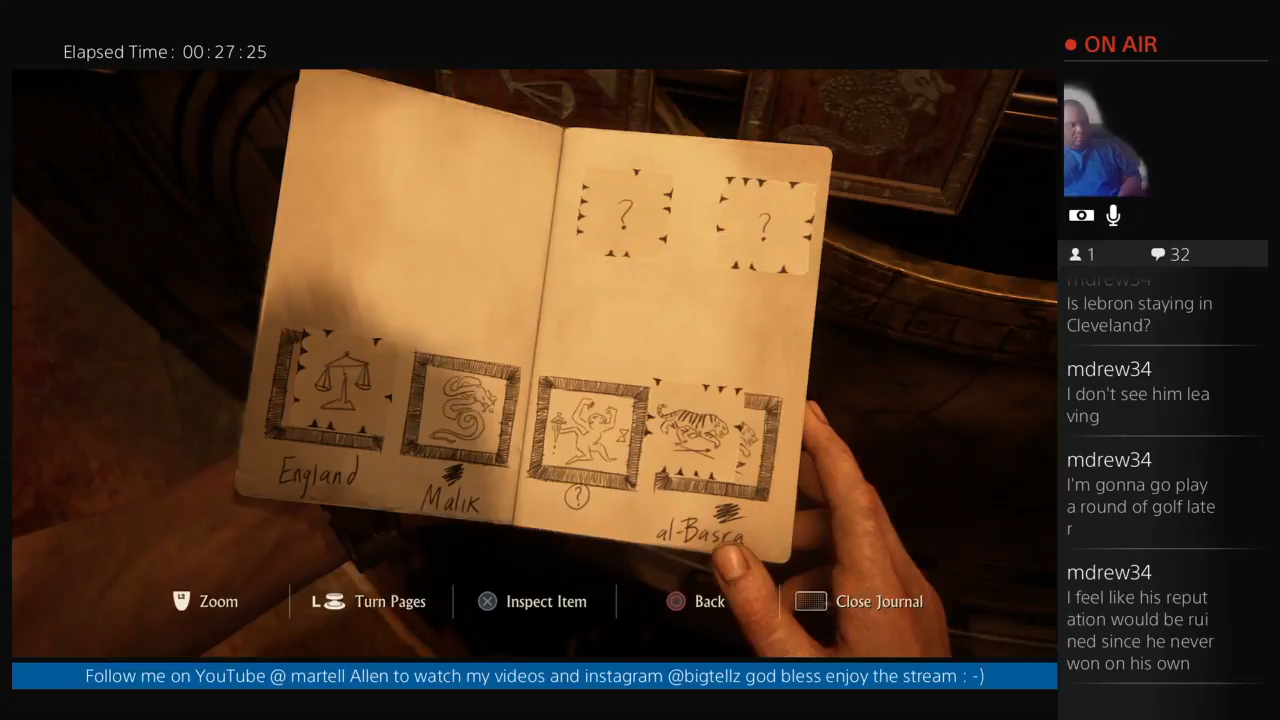 Elapsed Time: 00:27:25
ON AIR
1
32
mdrew34
Is lebron staying in
Cleveland?
mdrew34
I don't see him lea
ving
mdrew34
I'm gonna go play
a round of golf late
r
mdrew34
I feel like his reput
ation would be rui
ned since he never
won on his own
?
?
England
Malik
?
al-Basra
L2 Zoom
L Turn Pages
Inspect Item
Back
Close Journal
Follow me on YouTube @ martell Allen to watch my videos and instagram @bigtellz god bless enjoy the stream : -)